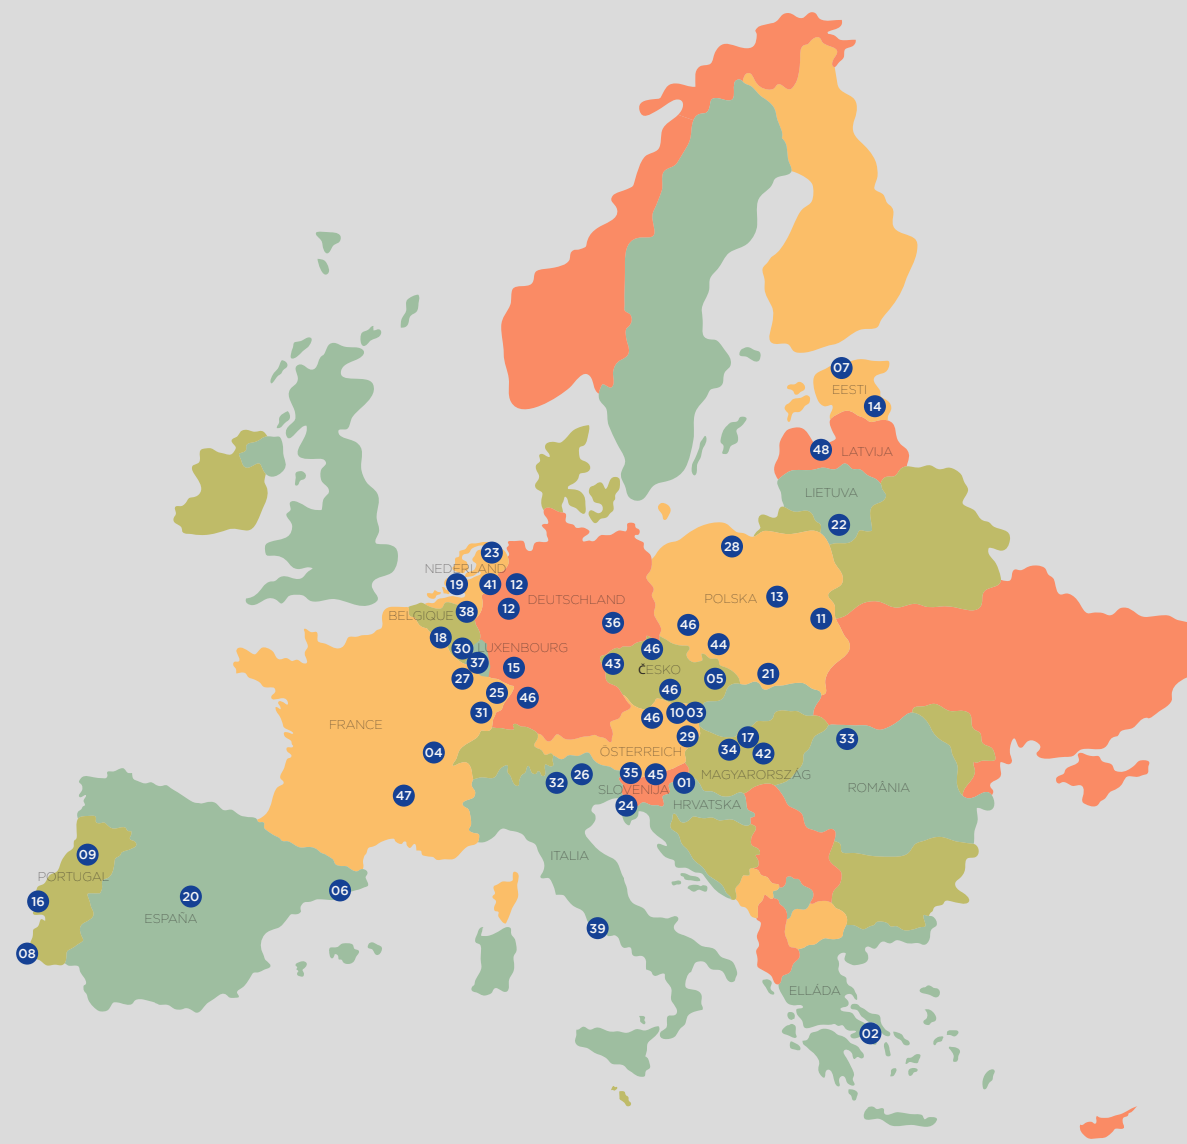 07
EESTI
14
48
LATVIJA
LIETUVA
22
28
23
NEDERLAND
19
41
12
13
POLSKA
DEUTSCHLAND
12
38
BELGIQUE
11
36
46
18
44
30
LUXENBOURG
46
37
43
ČESKO
15
21
27
05
25
46
46
31
10
03
46
FRANCE
29
17
33
34
42
04
ÖSTERREICH
35
45
MAGYARORSZÁG
26
32
01
SLOVENIJA
ROMÂNIA
47
24
HRVATSKA
09
ITALIA
PORTUGAL
06
20
16
ESPAÑA
39
08
ELLÁDA
02